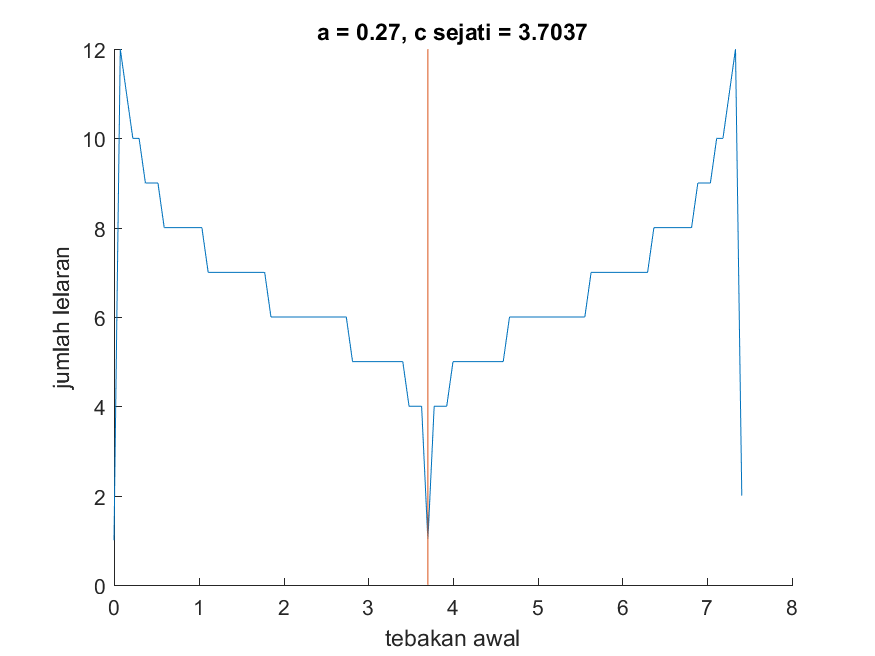 a = 0.27, c sejati = 3.7037
12
10
8
6
4
2
0
jumlah lelaran
0 1 2 3 4 5 6 7 8
tebakan awal